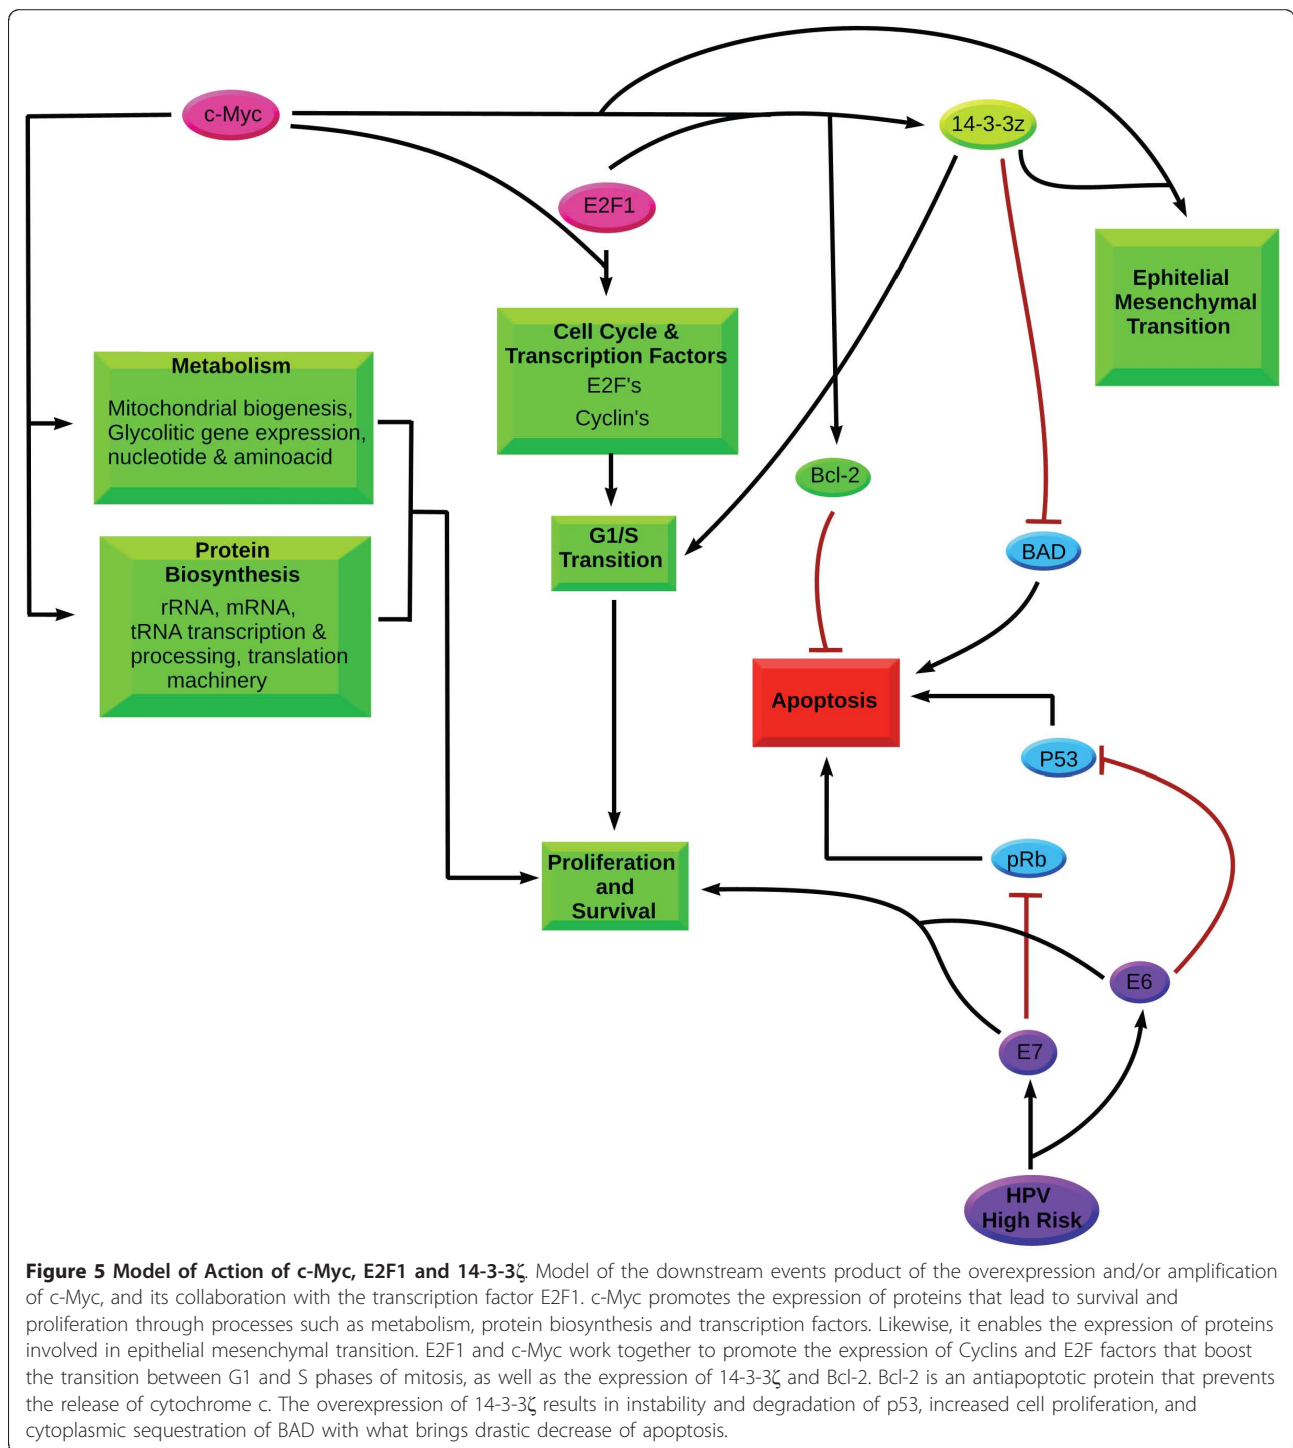 c-Myc
14-3-3z
E2F1
Ephitelial
Mesenchymal
Transition
Cell Cycle &
Transcription Factors
E2F's
Cyclin's
Metabolism
Mitochondrial biogenesis,
Glycolitic gene expression,
nucleotide & aminoacid
Bcl-2
G1/S
Transition
BAD
Protein
Biosynthesis
rRNA, mRNA,
tRNA transcription &
processing, translation
machinery
Apoptosis
P53
pRb
Proliferation
and
Survival
E6
E7
HPV
High Risk
Figure 5 Model of Action of c-Myc, E2F1 and 14-3-3ζ. Model of the downstream events product of the overexpression and/or amplification
of c-Myc, and its collaboration with the transcription factor E2F1. c-Myc promotes the expression of proteins that lead to survival and
proliferation through processes such as metabolism, protein biosynthesis and transcription factors. Likewise, it enables the expression of proteins
involved in epithelial mesenchymal transition. E2F1 and c-Myc work together to promote the expression of Cyclins and E2F factors that boost
the transition between G1 and S phases of mitosis, as well as the expression of 14-3-3ζ and Bcl-2. Bcl-2 is an antiapoptotic protein that prevents
the release of cytochrome c. The overexpression of 14-3-3ζ results in instability and degradation of p53, increased cell proliferation, and
cytoplasmic sequestration of BAD with what brings drastic decrease of apoptosis.